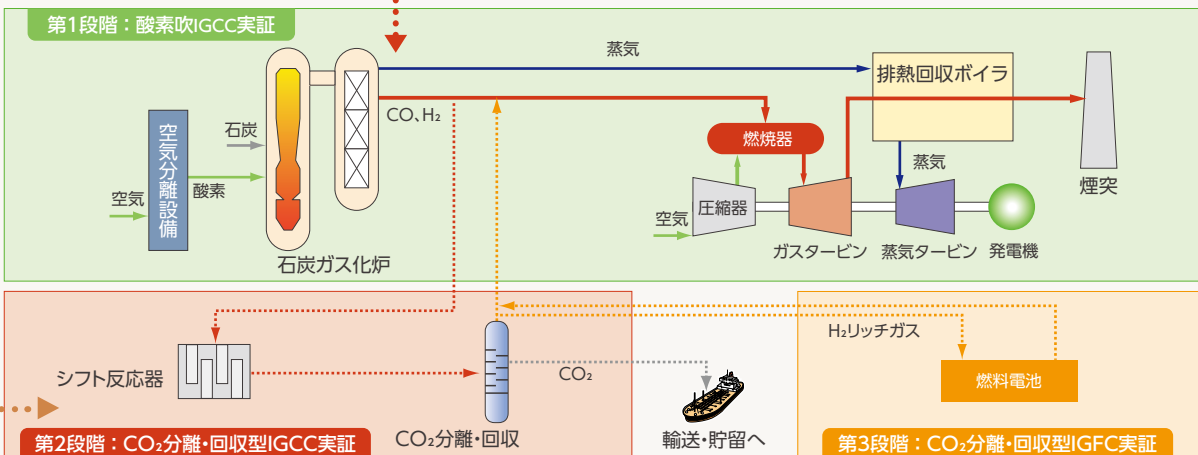 第1段階：酸素吹IGCC実証
蒸気
排熱回収ボイラ
CO、H₂
石炭
燃焼器
空気分離設備
酸素
空気
蒸気
煙突
圧縮器
空気
石炭ガス化炉
ガスタービン
蒸気タービン
発電機
H₂リッチガス
シフト反応器
CO₂
燃料電池
第2段階：CO₂分離・回収型IGCC実証
CO₂分離・回収
輸送・貯留へ
第3段階：CO₂分離・回収型IGFC実証